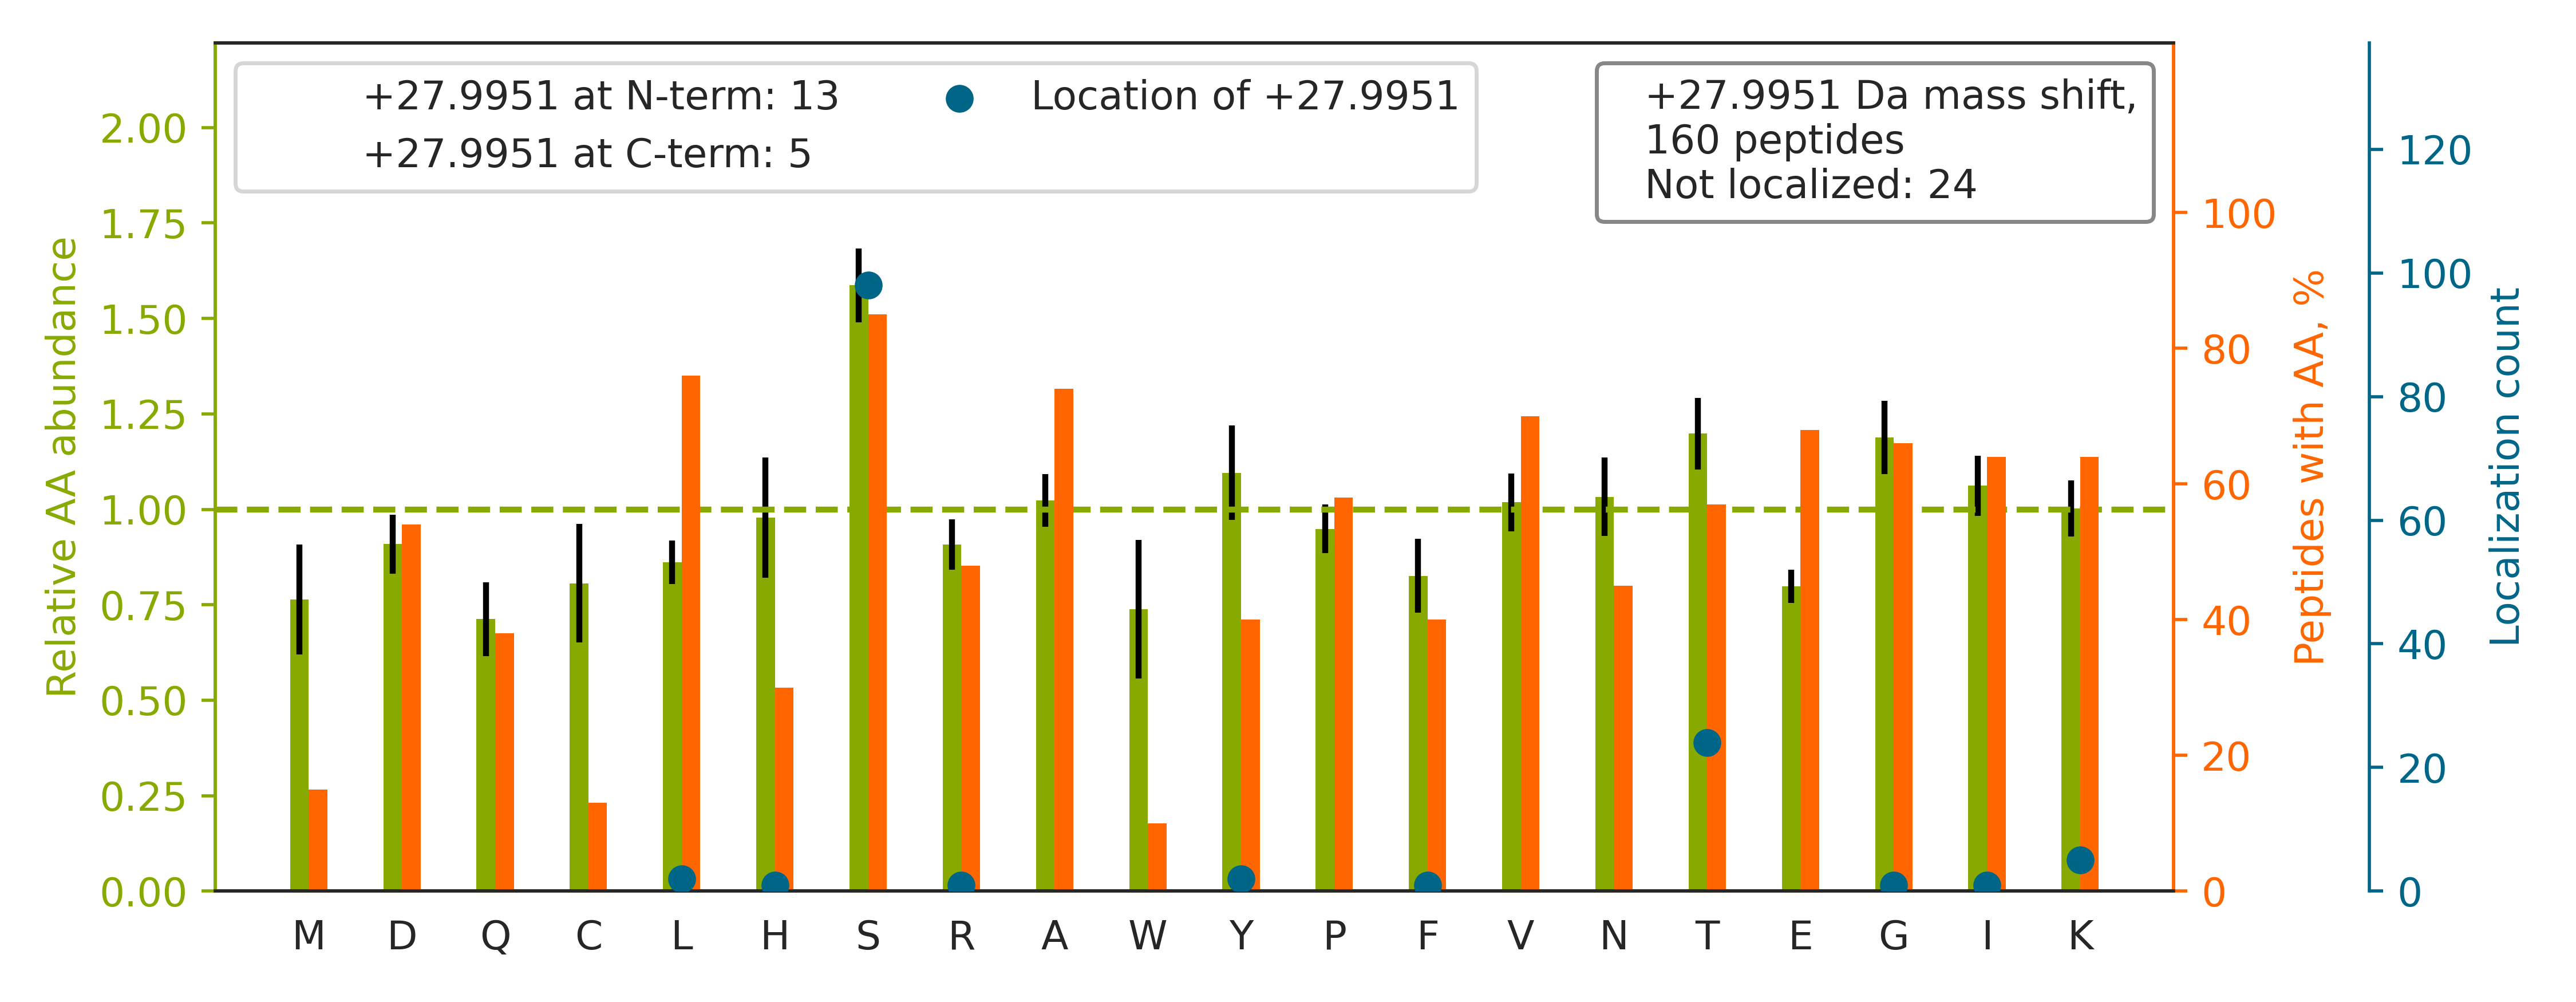 +27.9951 at N-term: 13
+27.9951 at C-term: 5
Location of +27.9951
+27.9951 Da mass shift,
160 peptides
Not localized: 24
Relative AA abundance
2.00
1.75
1.50
1.25
1.00
0.75
0.50
0.25
0.00
M D Q C L H S R A W Y P F V N T E G I K
100
80
60
40
20
0
Peptides with AA, %
120
100
80
60
40
20
0
Localization count